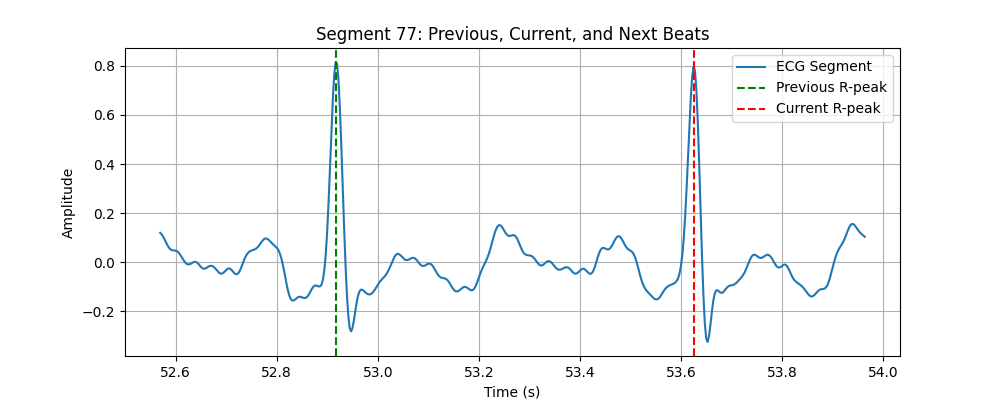 Segment 77: Previous, Current, and Next Beats
ECG Segment
Previous R-peak
Current R-peak
Amplitude
0.8
0.6
0.4
0.2
0.0
−0.2
52.6 52.8 53.0 53.2 53.4 53.6 53.8 54.0
Time (s)